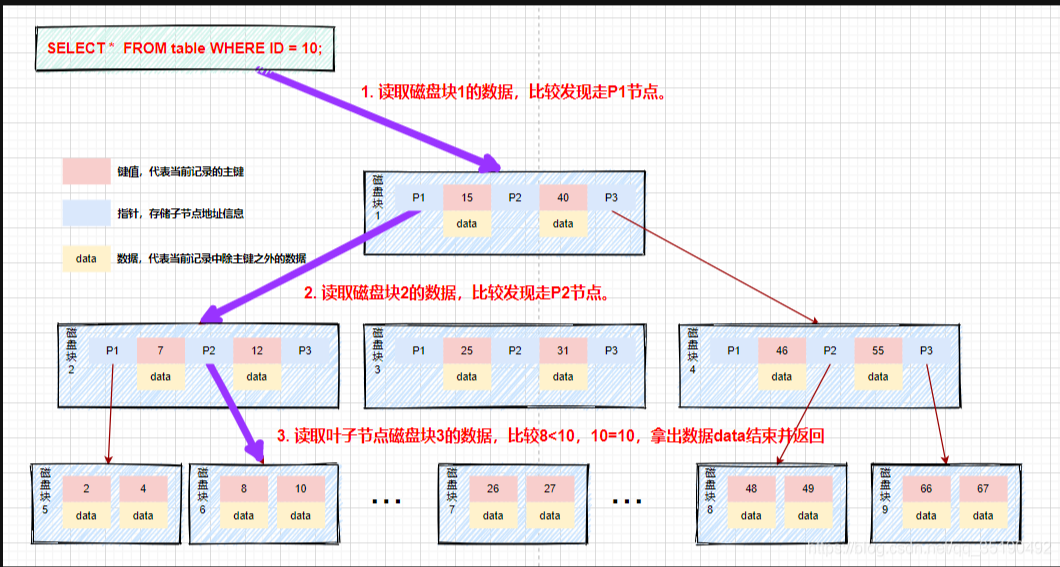 SELECT * FROM table WHERE ID = 10;
1. 读取磁盘块1的数据，比较发现走P1节点。
键值，代表当前记录的主键
指针，存储子节点地址信息
data 数据，代表当前记录中除主键之外的数据
磁盘块1 P1 15 P2 40 P3
data data
2. 读取磁盘块2的数据，比较发现走P2节点。
磁盘块2 P1 7 P2 12 P3
data data
磁盘块3 P1 25 P2 31 P3
data data
磁盘块4 P1 46 P2 55 P3
data data
3. 读取叶子节点磁盘块3的数据，比较8<10，10=10，拿出数据data结束并返回
磁盘块5 2 4
data data
磁盘块6 8 10
data data
...
磁盘块7 26 27
data data
...
磁盘块8 48 49
data data
磁盘块9 66 67
data data
https://blog.csdn.net/qq_35190492